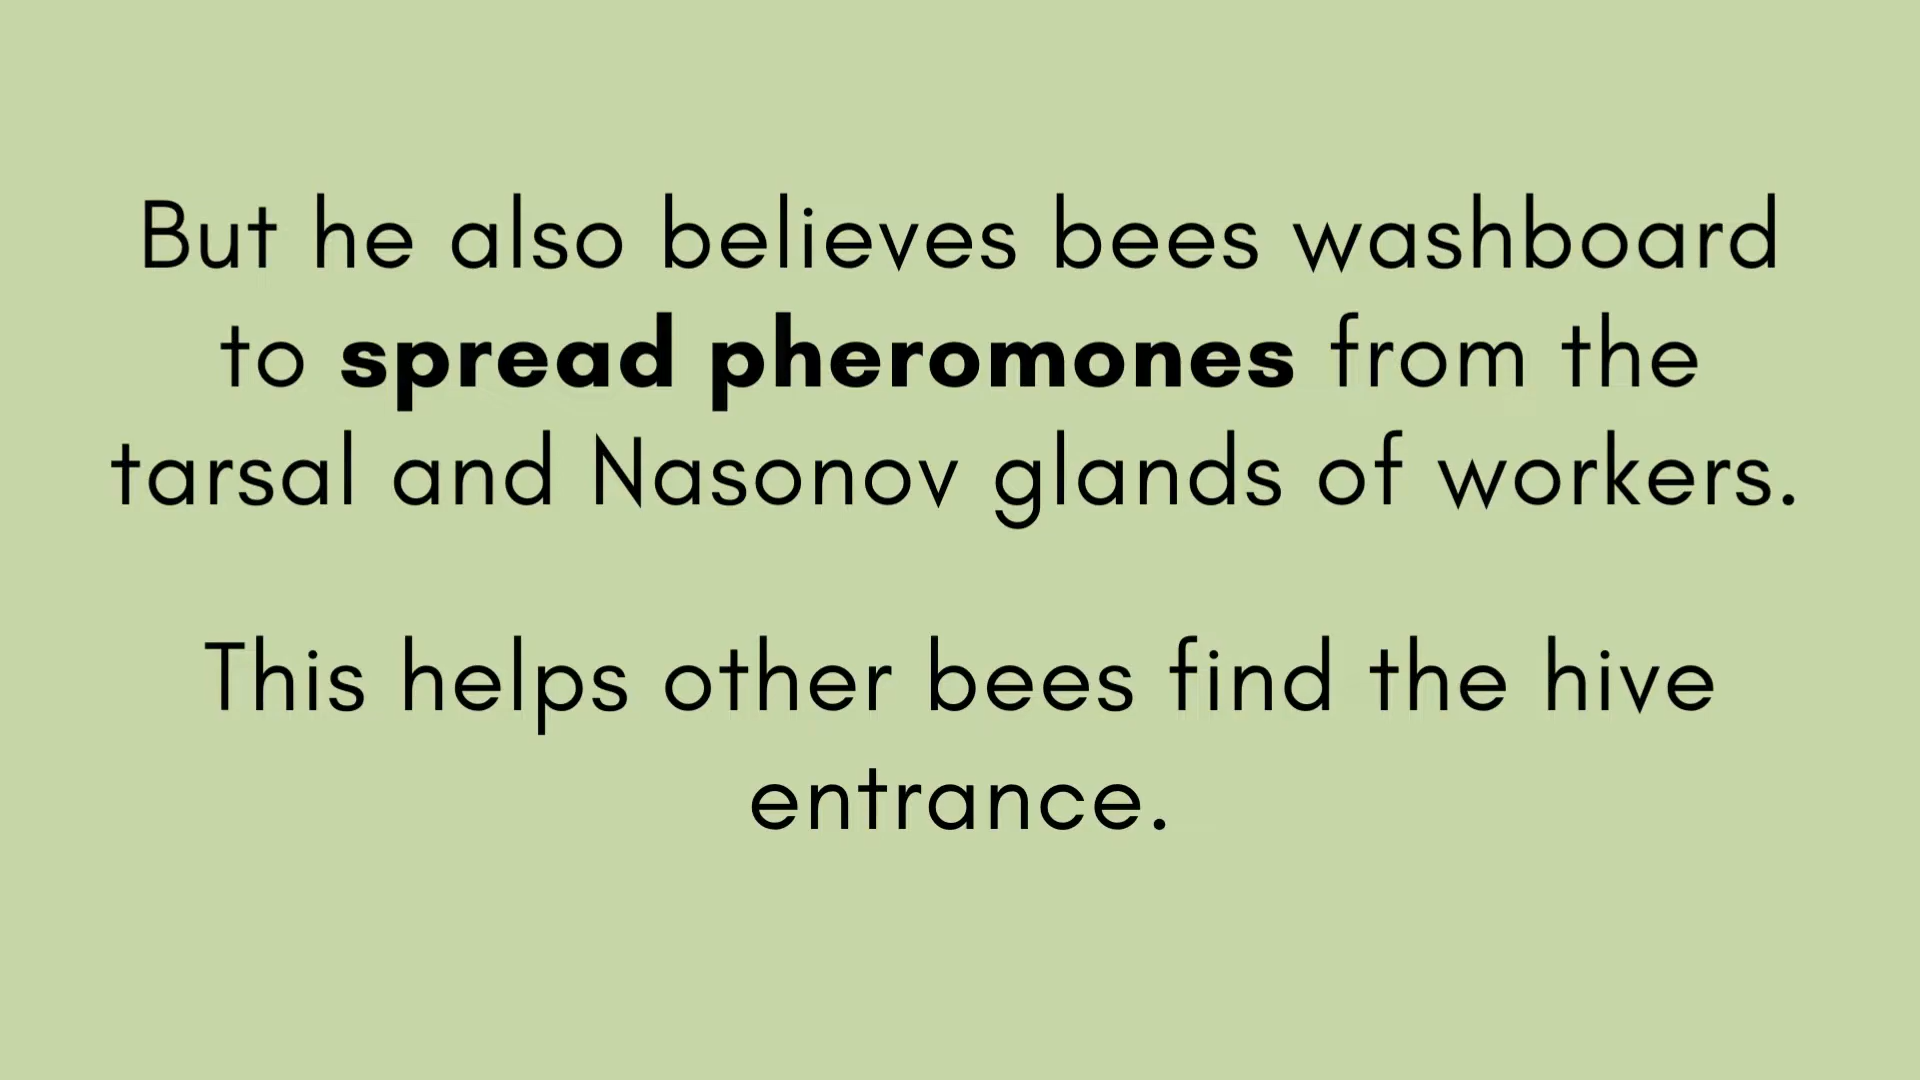 But he also believes bees washboard
to spread pheromones from the
tarsal and Nasonov glands of workers.
This helps other bees find the hive
entrance.